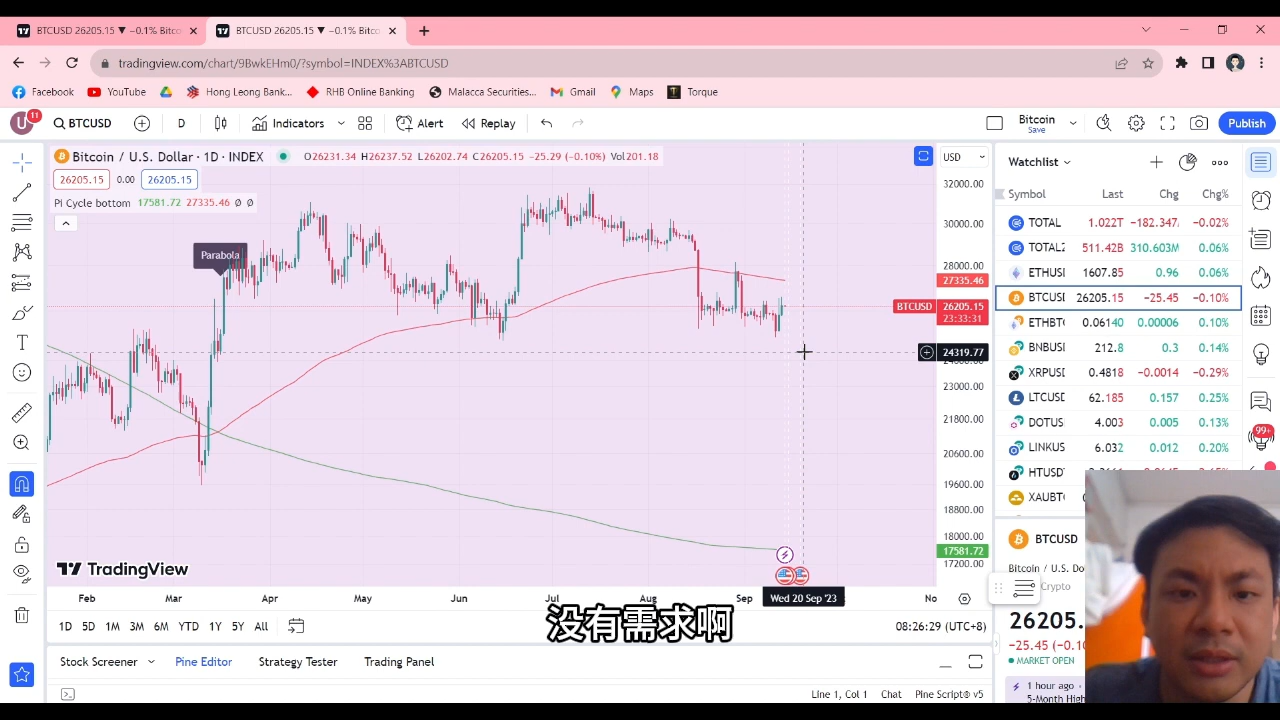 BTCUSD 26205.15 ▼ −0.1% Bitco
BTCUSD 26205.15 ▼ −0.1% Bitco
tradingview.com/chart/9BwkEHm0/?symbol=INDEX%3ABTCUSD
Facebook YouTube Hong Leong Bank... RHB Online Banking Malacca Securities... Gmail Maps Torque
U 11 BTCUSD D Indicators Alert Replay Bitcoin Save Publish
Bitcoin / U.S. Dollar · 1D · INDEX O26231.34 H26237.52 L26202.74 C26205.15 −25.29 (−0.10%) Vol201.18
26205.15 0.00 26205.15
PI Cycle bottom 17581.72 27335.46 ø ø
Parabola
USD
32000.00
30000.00
28000.00
27335.46
BTCUSD 26205.15
23:33:31
24319.77
23000.00
21800.00
20600.00
19600.00
18800.00
18000.00
17581.72
17200.00
TradingView
Feb Mar Apr May Jun Jul Aug Sep Wed 20 Sep '23 No
没有需求啊
1D 5D 1M 3M 6M YTD 1Y 5Y All 08:26:29 (UTC+8)
Stock Screener Pine Editor Strategy Tester Trading Panel
Line 1, Col 1 Chat Pine Script® v5
Watchlist
Symbol Last Chg Chg%
TOTAL 1.022T −182.347 −0.02%
TOTAL2 511.42B 310.603M 0.06%
ETHUSI 1607.85 0.96 0.06%
BTCUSI 26205.15 −25.45 −0.10%
ETHBT 0.06140 0.00006 0.10%
BNBUSI 212.8 0.3 0.14%
XRPUSI 0.4818 −0.0014 −0.29%
LTCUSI 62.185 0.157 0.25%
DOTUSI 4.003 0.005 0.13%
LINKUS 6.032 0.012 0.20%
HTUSDT
XAUBT
99+
BTCUSD
Bitcoin / U.S. Do
Crypto
26205
−25.45 (−0.10
MARKET OPEN
1 hour ago
5-Month High